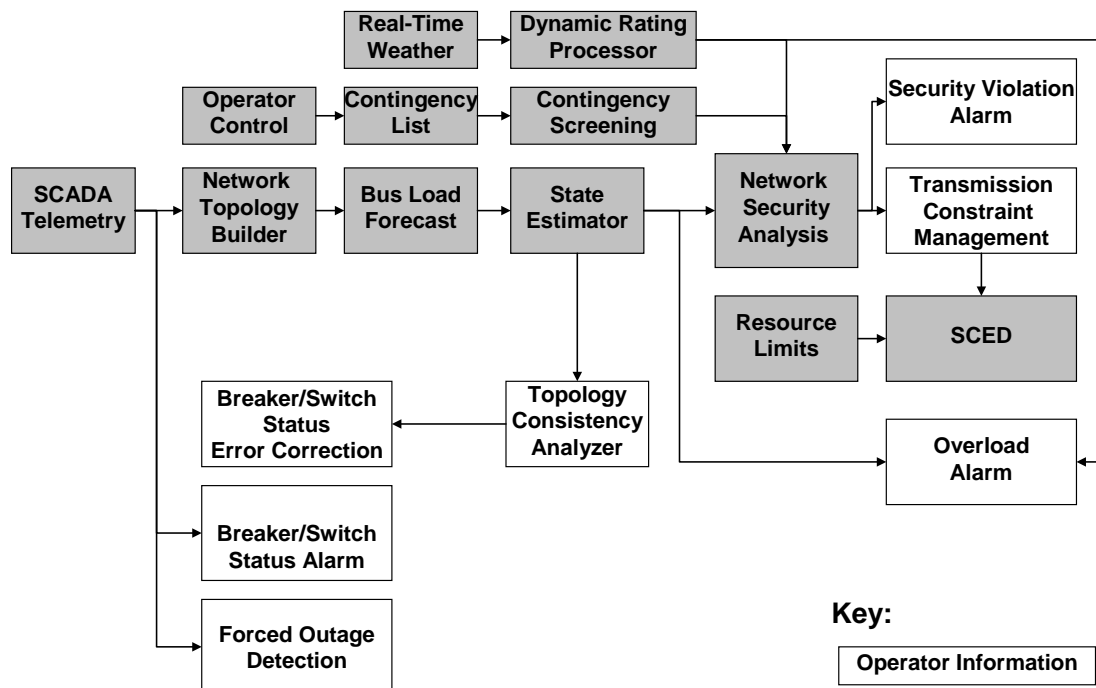 Real-Time
Weather
Dynamic Rating
Processor
Operator
Control
Contingency
List
Contingency
Screening
Security Violation
Alarm
SCADA
Telemetry
Network
Topology
Builder
Bus Load
Forecast
State
Estimator
Network
Security
Analysis
Transmission
Constraint
Management
Resource
Limits
SCED
Breaker/Switch
Status
Error Correction
Topology
Consistency
Analyzer
Overload
Alarm
Breaker/Switch
Status Alarm
Forced Outage
Detection
Key:
Operator Information